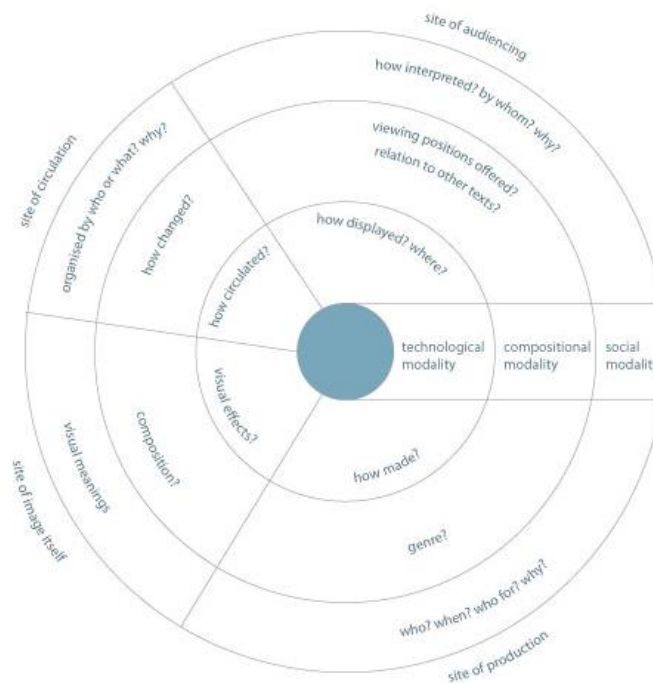 site of audiencing
how interpreted? by whom? why?
viewing positions offered?
relation to other texts?
how displayed? where?
site of circulation
organised by who or what? why?
how changed?
how circulated?
technological
modality
compositional
modality
social
modalit
visual effects?
composition?
visual meanings
site of image itself
how made?
genre?
who? when? who for? why?
site of production